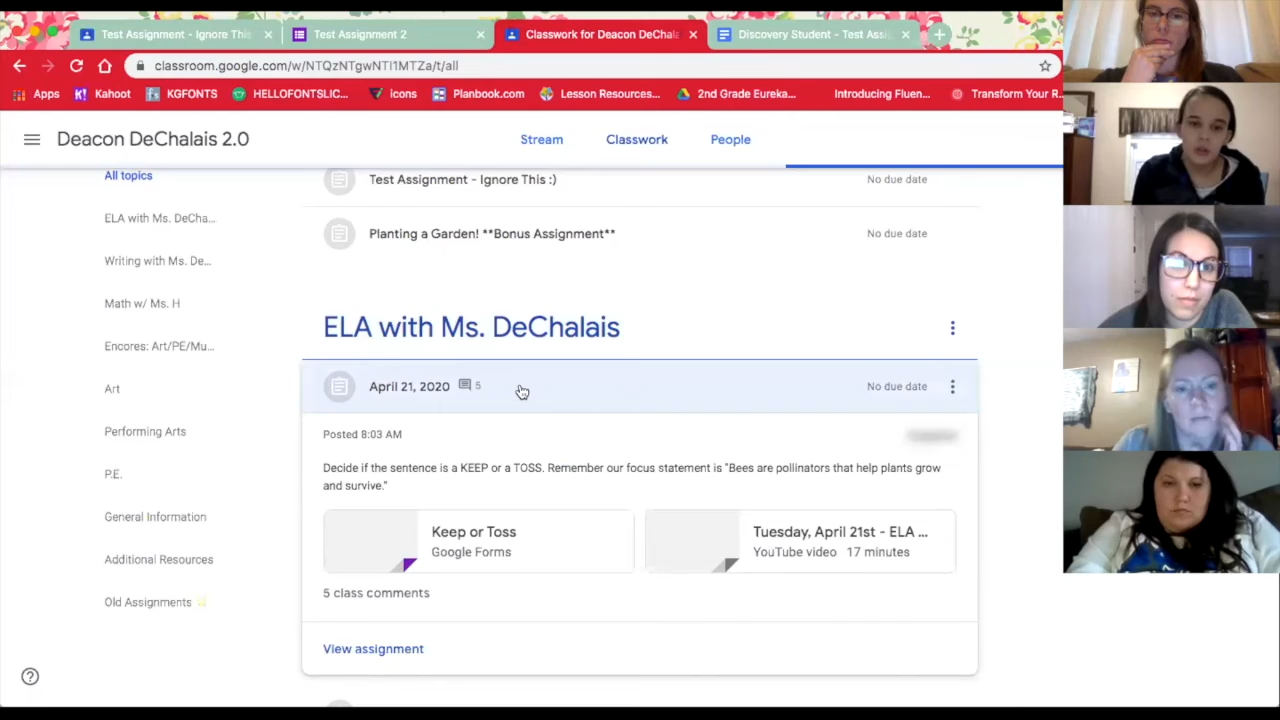 Test Assignment - Ignore This
Test Assignment 2
Classwork for Deacon DeChala
Discovery Student - Test Assi
classroom.google.com/w/NTQzNTgwNTI1MTZa/t/all
Apps
Kahoot
KGFONTS
HELLOFONTSLIC...
icons
Planbook.com
Lesson Resources...
2nd Grade Eureka...
Introducing Fluen...
Transform Your R...
Deacon DeChalais 2.0
Stream
Classwork
People
All topics
ELA with Ms. DeCha...
Writing with Ms. De...
Math w/ Ms. H
Encores: Art/PE/Mu...
Art
Performing Arts
P.E.
General Information
Additional Resources
Old Assignments
Test Assignment - Ignore This :)
No due date
Planting a Garden! **Bonus Assignment**
No due date
ELA with Ms. DeChalais
April 21, 2020
5
No due date
Posted 8:03 AM
Decide if the sentence is a KEEP or a TOSS. Remember our focus statement is "Bees are pollinators that help plants grow
and survive."
Keep or Toss
Google Forms
Tuesday, April 21st - ELA ...
YouTube video 17 minutes
5 class comments
View assignment